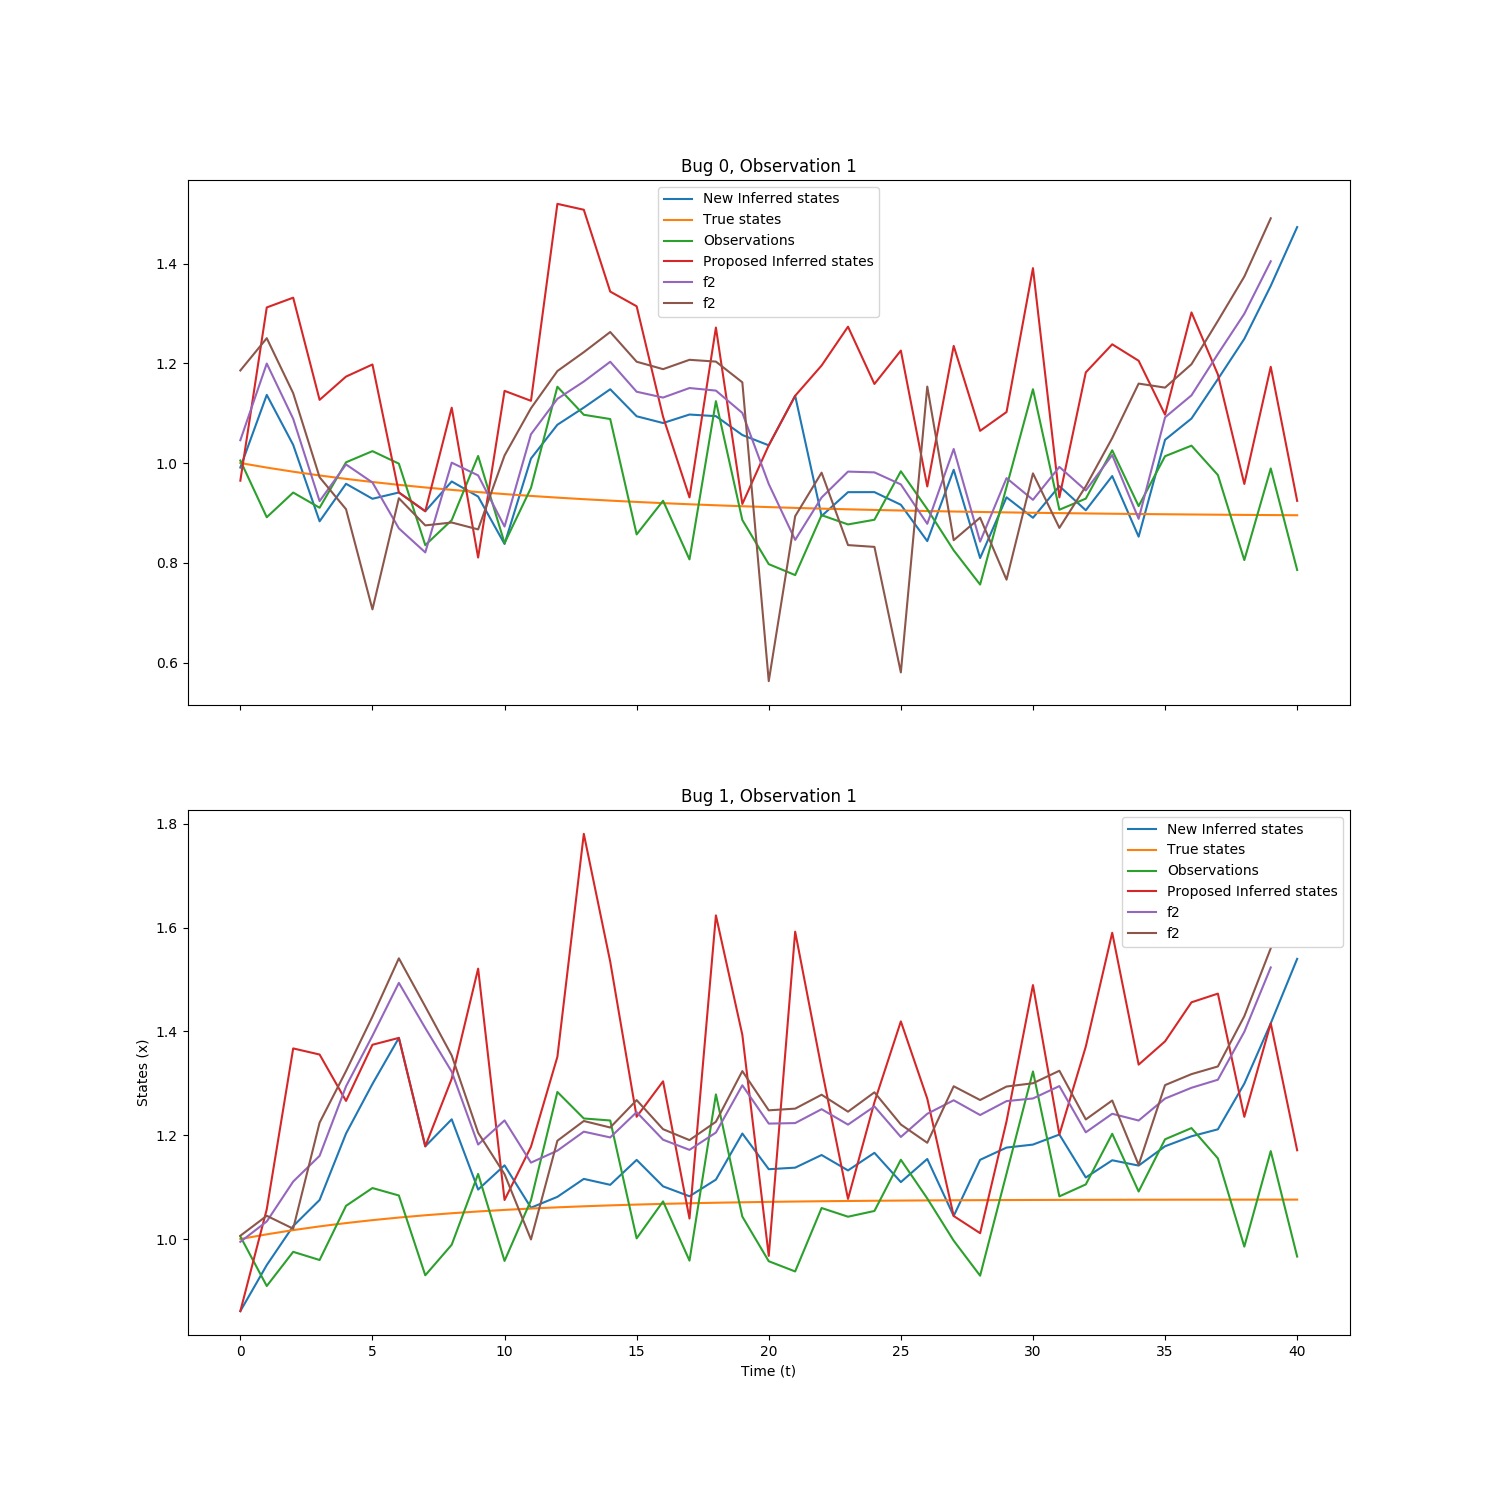 Bug 0, Observation 1
New Inferred states
True states
Observations
Proposed Inferred states
f2
f2
1.4
1.2
1.0
0.8
0.6
Bug 1, Observation 1
New Inferred states
True states
Observations
Proposed Inferred states
f2
f2
1.8
1.6
1.4
1.2
1.0
States (x)
0 5 10 15 20 25 30 35 40
Time (t)